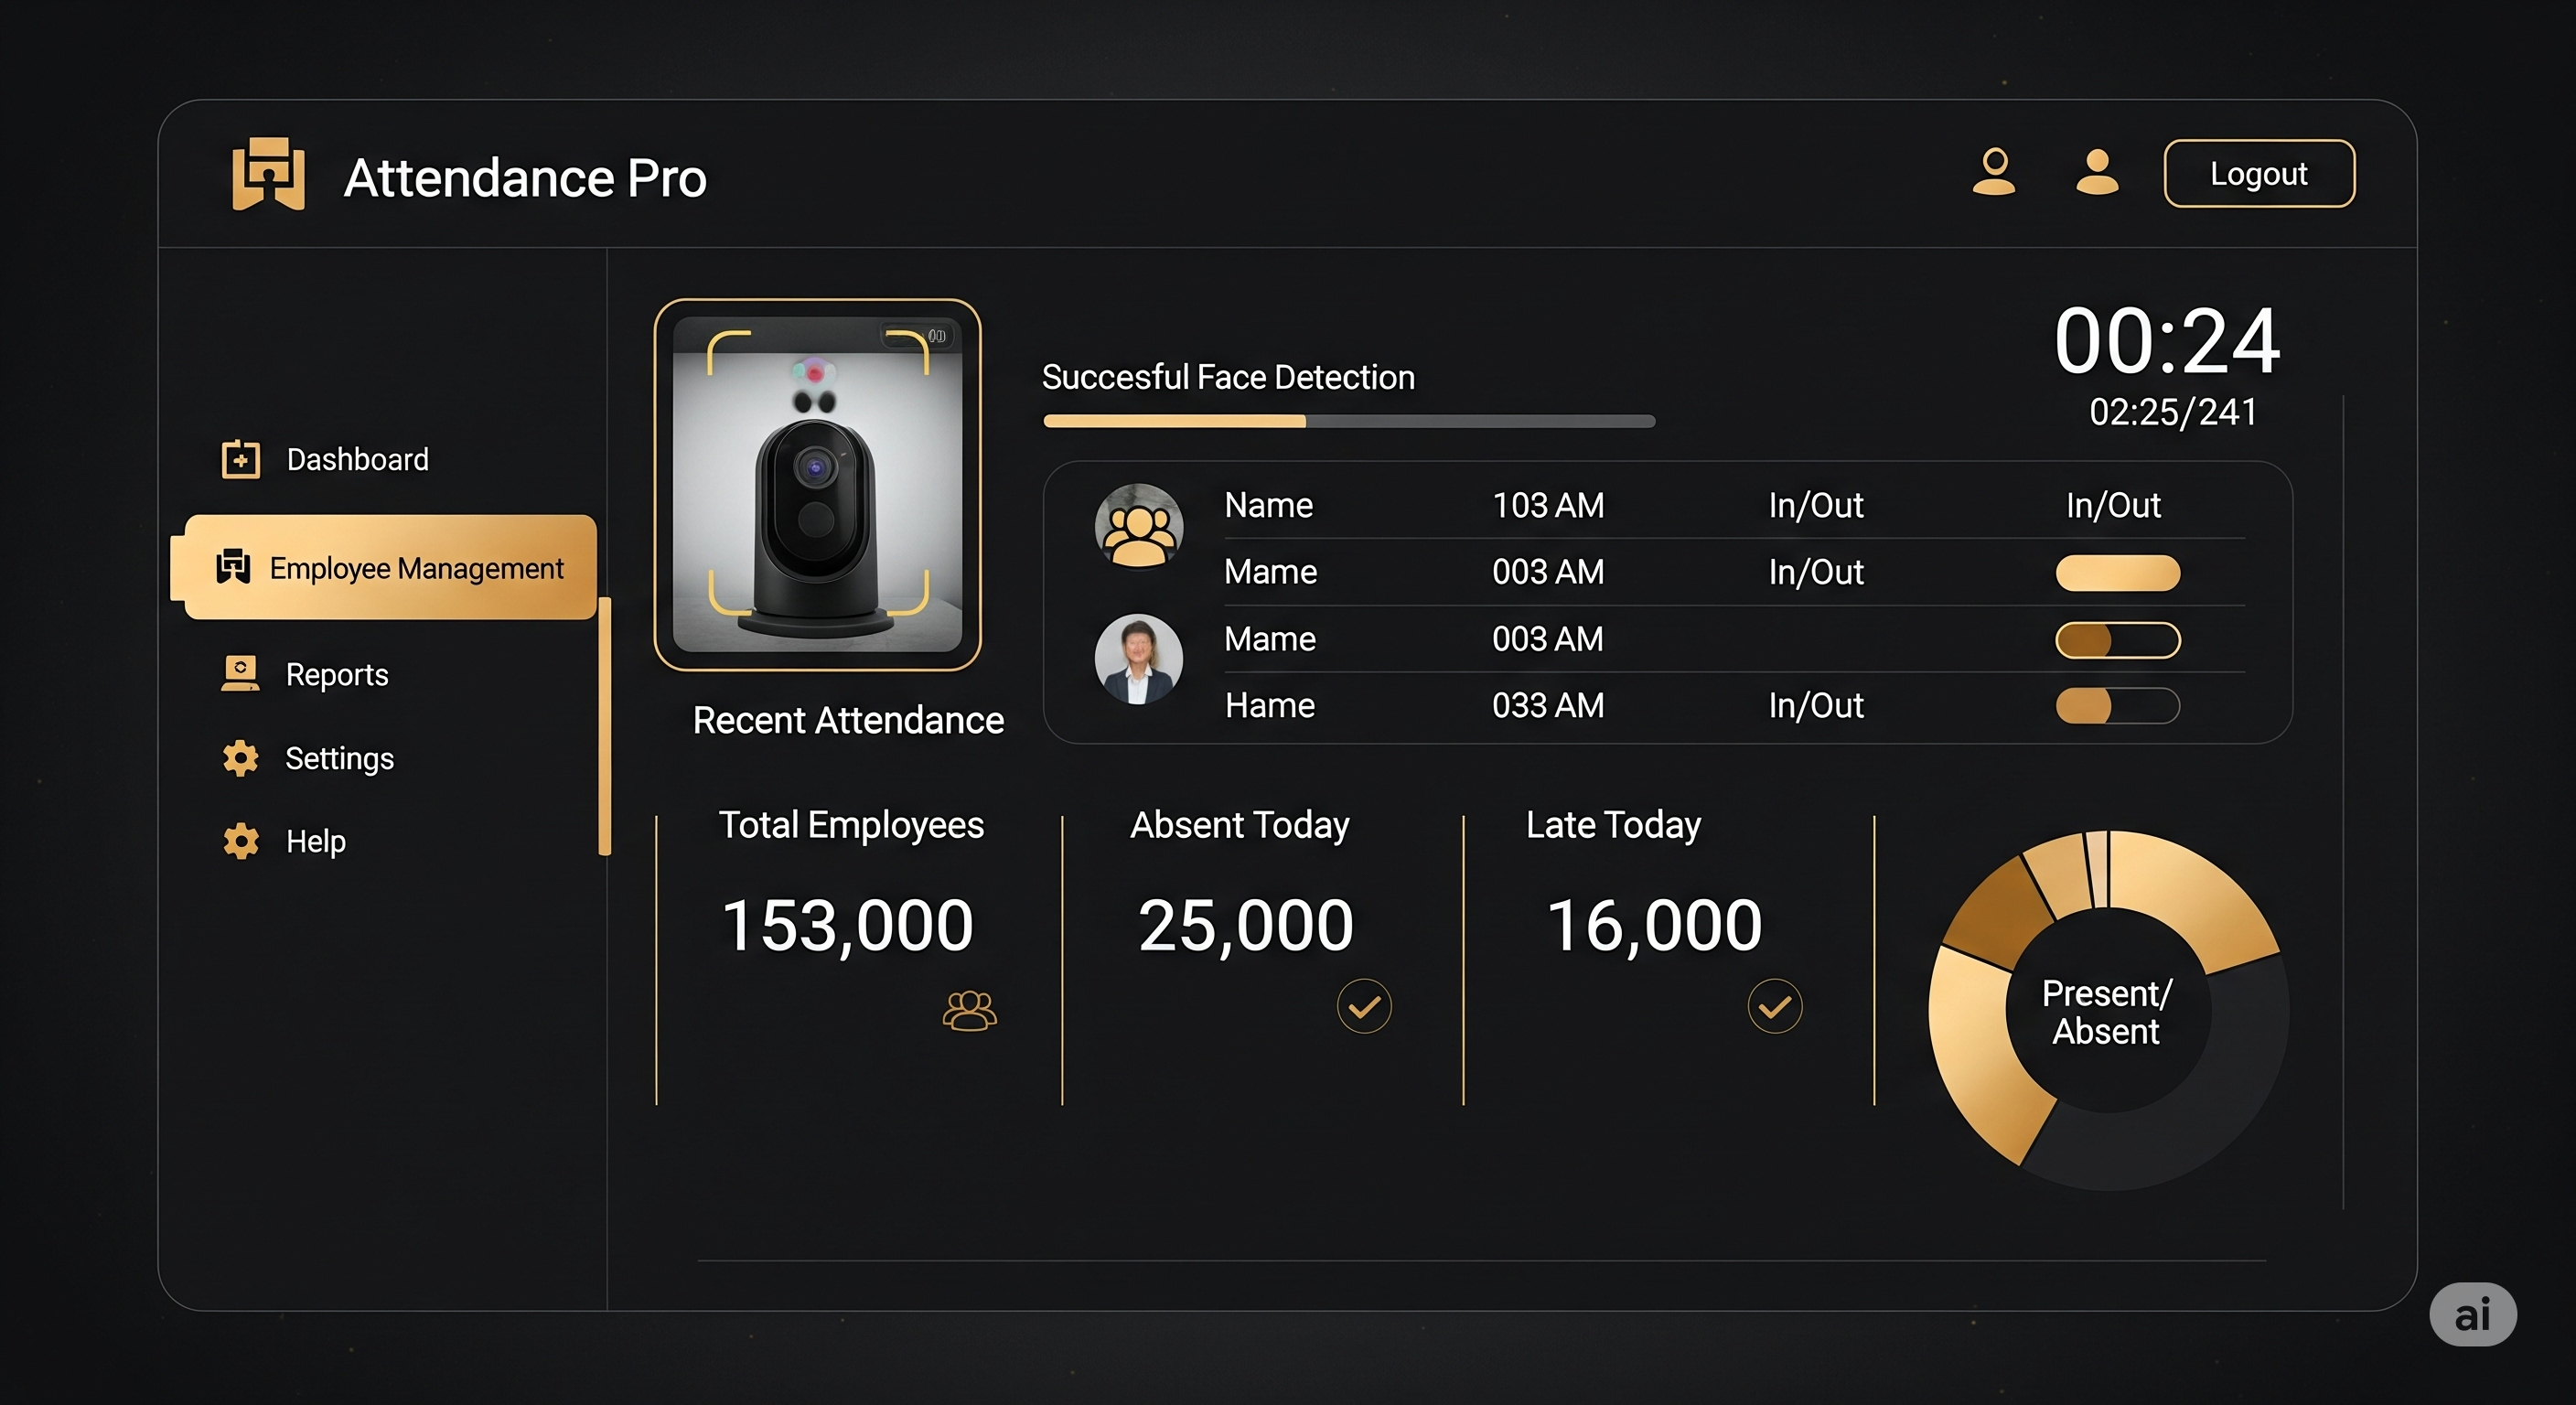 Attendance Pro
Logout
Dashboard
Employee Management
Reports
Settings
Help
00:24
02:25/241
Succesful Face Detection
Name 103 AM In/Out In/Out
Mame 003 AM In/Out
Mame 003 AM
Hame 033 AM In/Out
Recent Attendance
Total Employees
153,000
Absent Today
25,000
Late Today
16,000
Present/
Absent
ai